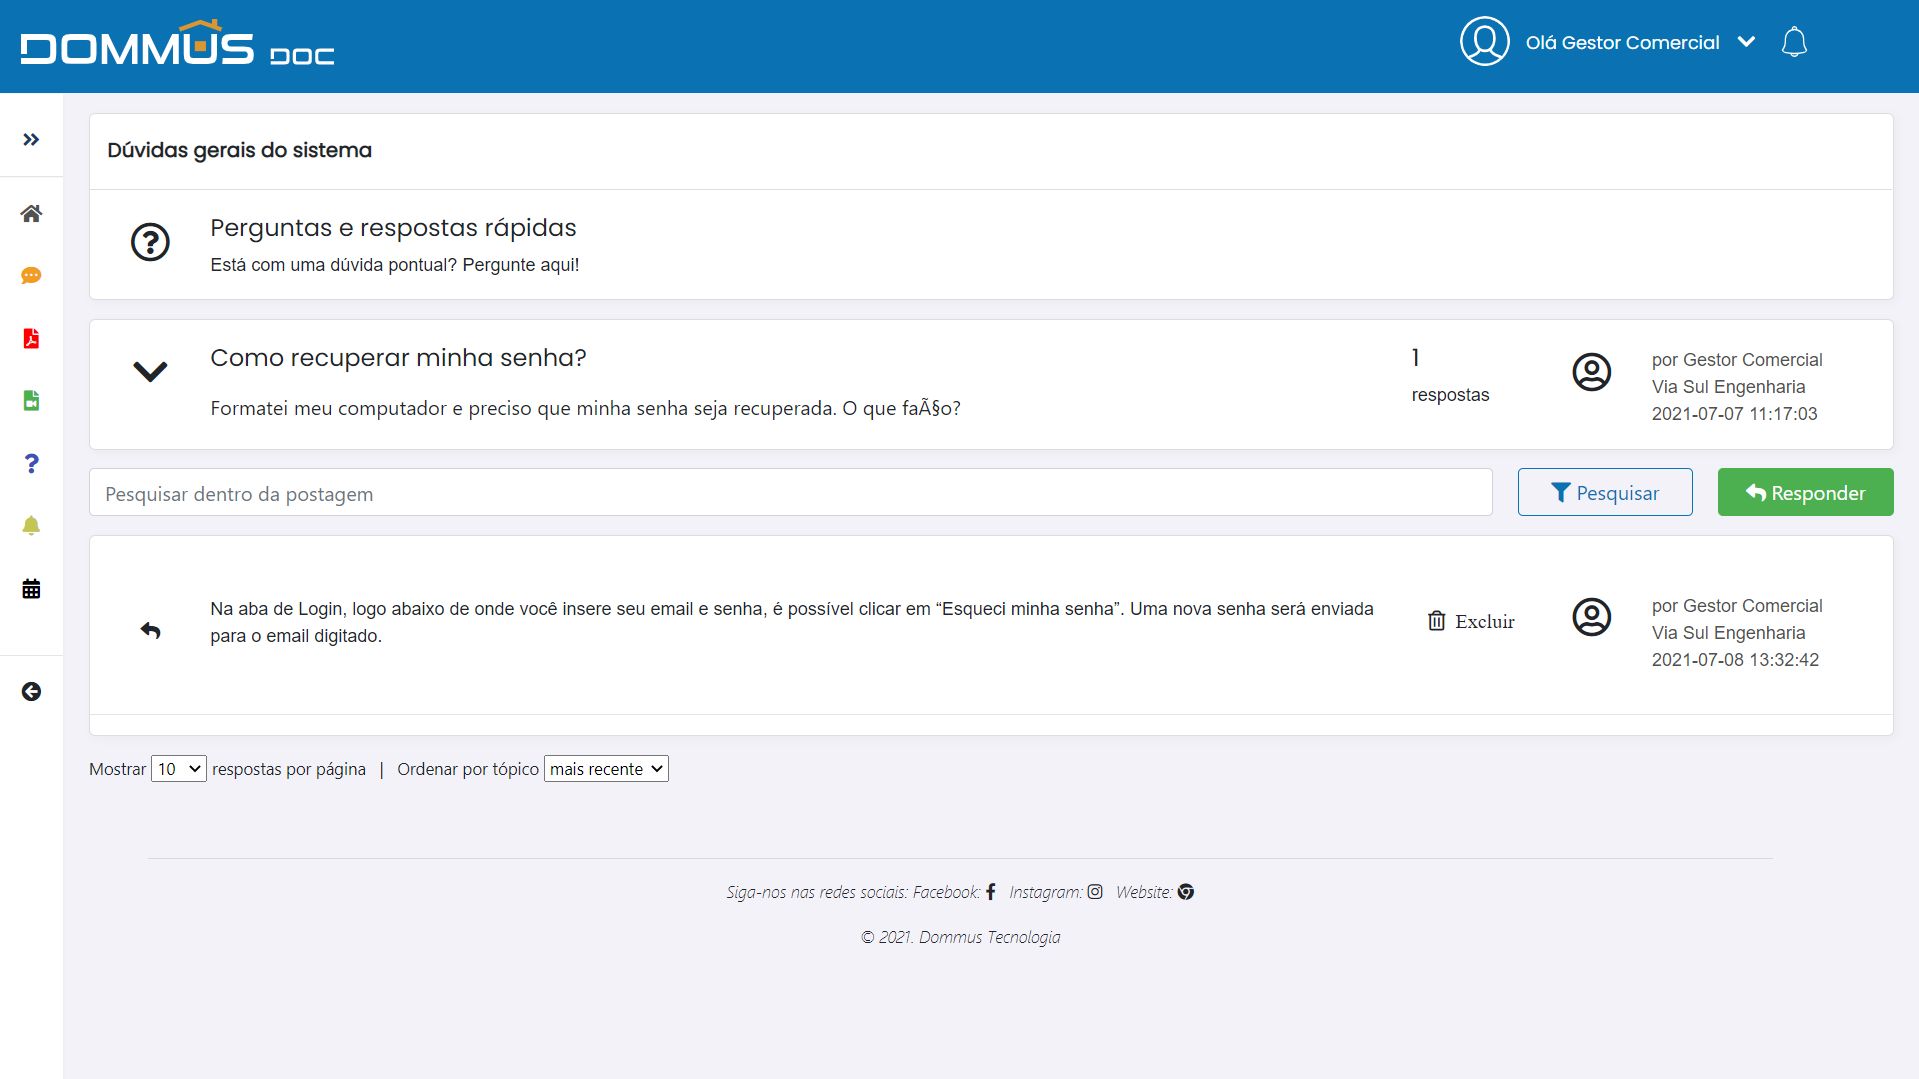 DOMMUS DOC
Olá Gestor Comercial
Dúvidas gerais do sistema
Perguntas e respostas rápidas
Está com uma dúvida pontual? Pergunte aqui!
Como recuperar minha senha?
Formatei meu computador e preciso que minha senha seja recuperada. O que faÃ§o?
1
respostas
por Gestor Comercial
Via Sul Engenharia
2021-07-07 11:17:03
Pesquisar dentro da postagem
Pesquisar
Responder
Na aba de Login, logo abaixo de onde você insere seu email e senha, é possível clicar em “Esqueci minha senha”. Uma nova senha será enviada
para o email digitado.
Excluir
por Gestor Comercial
Via Sul Engenharia
2021-07-08 13:32:42
Mostrar 10 respostas por página | Ordenar por tópico mais recente
Siga-nos nas redes sociais: Facebook: Instagram: Website:
© 2021. Dommus Tecnologia